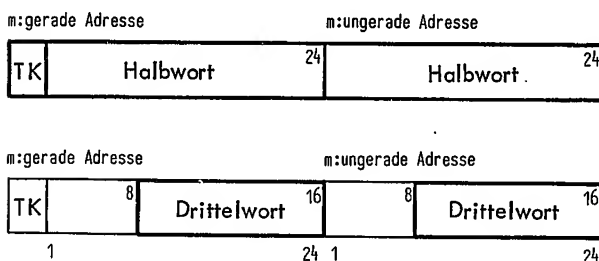 m:gerade Adresse m:ungerade Adresse
TK Halbwort 24 Halbwort. 24
m:gerade Adresse m:ungerade Adresse
TK 8 Drittelwort 16 8 Drittelwort 16
1 24 1 24